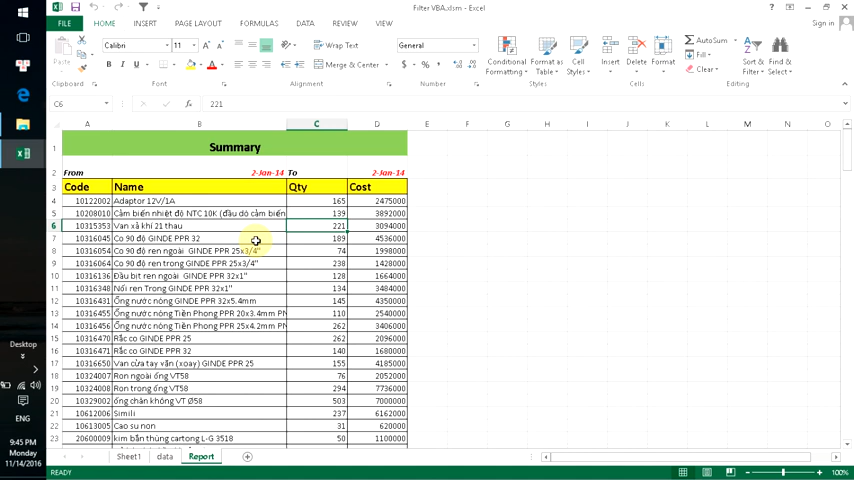 Filter VBA.xlsm - Excel
Sign in
FILE HOME INSERT PAGE LAYOUT FORMULAS DATA REVIEW VIEW
Paste
Calibri 11
B I U
Wrap Text
Merge & Center
General
$ %
Conditional Formatting
Format as Table
Cell Styles
Insert Delete Format
AutoSum
Fill
Clear
Sort & Filter
Find & Select
Clipboard Font Alignment Number Styles Cells Editing
C6 fx 221
A B C D E F G H I J K L M N O
1 Summary
2 From 2-Jan-14 To 2-Jan-14
3 Code Name Qty Cost
4 10122002 Adaptor 12V/1A 165 2475000
5 10208010 Cảm biến nhiệt độ NTC 10K (đầu dò cảm biến 139 3892000
6 10315353 Van xả khí 21 thau 221 3094000
7 10316045 Co 90 độ GINDE PPR 32 189 4536000
8 10316054 Co 90 độ ren ngoài GINDE PPR 25x3/4" 74 1998000
9 10316064 Co 90 độ ren trong GINDE PPR 25x3/4" 238 1428000
10 10316136 Đầu bịt ren ngoài GINDE PPR 32x1" 128 1664000
11 10316348 Nối ren Trong GINDE PPR 32x1" 134 3484000
12 10316431 Ống nước nóng GINDE PPR 32x5.4mm 145 4350000
13 10316455 Ống nước nóng Tiền Phong PPR 20x3.4mm PN 110 2540000
14 10316456 Ống nước nóng Tiền Phong PPR 25x4.2mm PN 262 3406000
15 10316470 Rắc co GINDE PPR 25 262 2096000
16 10316471 Rắc co GINDE PPR 32 140 1680000
17 10316650 Van cửa tay vặn (xoay) GINDE PPR 25 155 4185000
18 10324007 Ron ngoài ống VT58 76 2052000
19 10324008 Ron trong ống VT58 294 7736000
20 10329002 ống chân không VT Ø58 503 7000000
21 10612006 Simili 237 6162000
22 10613005 Cao su non 31 620000
23 20600009 kim bắn thùng cartong L-G 3518 50 1100000
Sheet1 data Report
READY
100%
Desktop
ENG
9:45 PM
Monday
11/14/2016